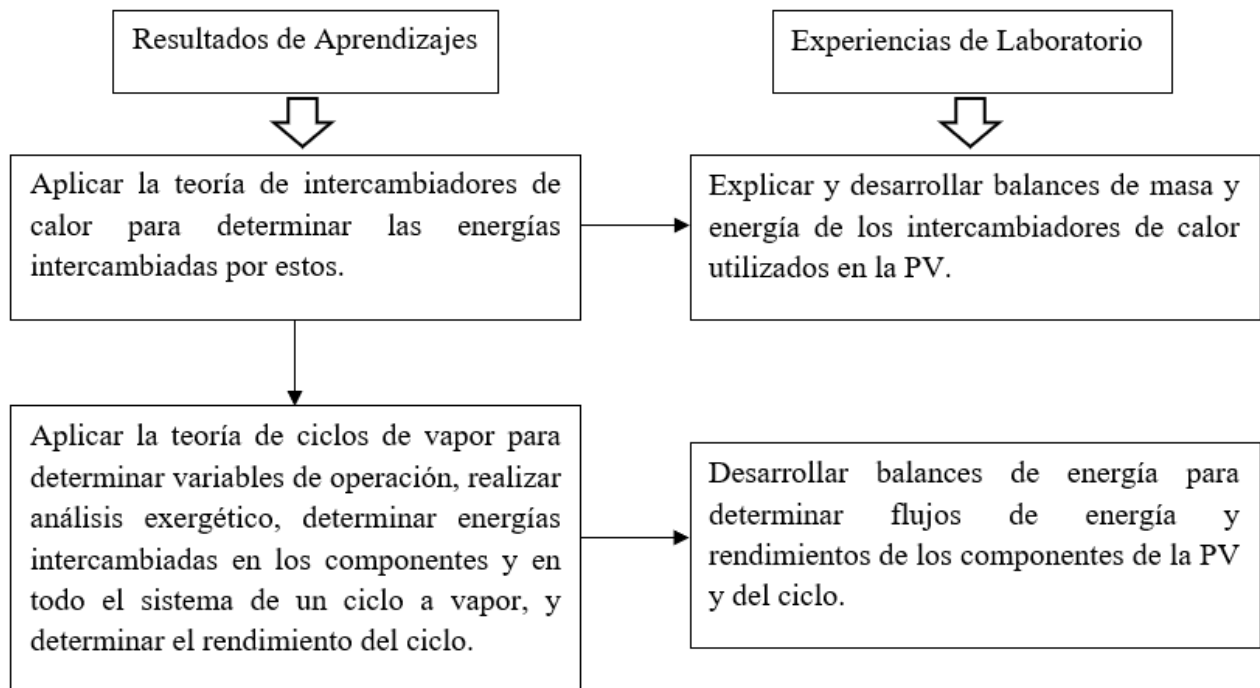 Resultados de Aprendizajes
Experiencias de Laboratorio
Aplicar la teoría de intercambiadores de
calor para determinar las energías
intercambiadas por estos.
Explicar y desarrollar balances de masa y
energía de los intercambiadores de calor
utilizados en la PV.
Aplicar la teoría de ciclos de vapor para
determinar variables de operación, realizar
análisis exergético, determinar energías
intercambiadas en los componentes y en
todo el sistema de un ciclo a vapor, y
determinar el rendimiento del ciclo.
Desarrollar balances de energía para
determinar flujos de energía y
rendimientos de los componentes de la PV
y del ciclo.